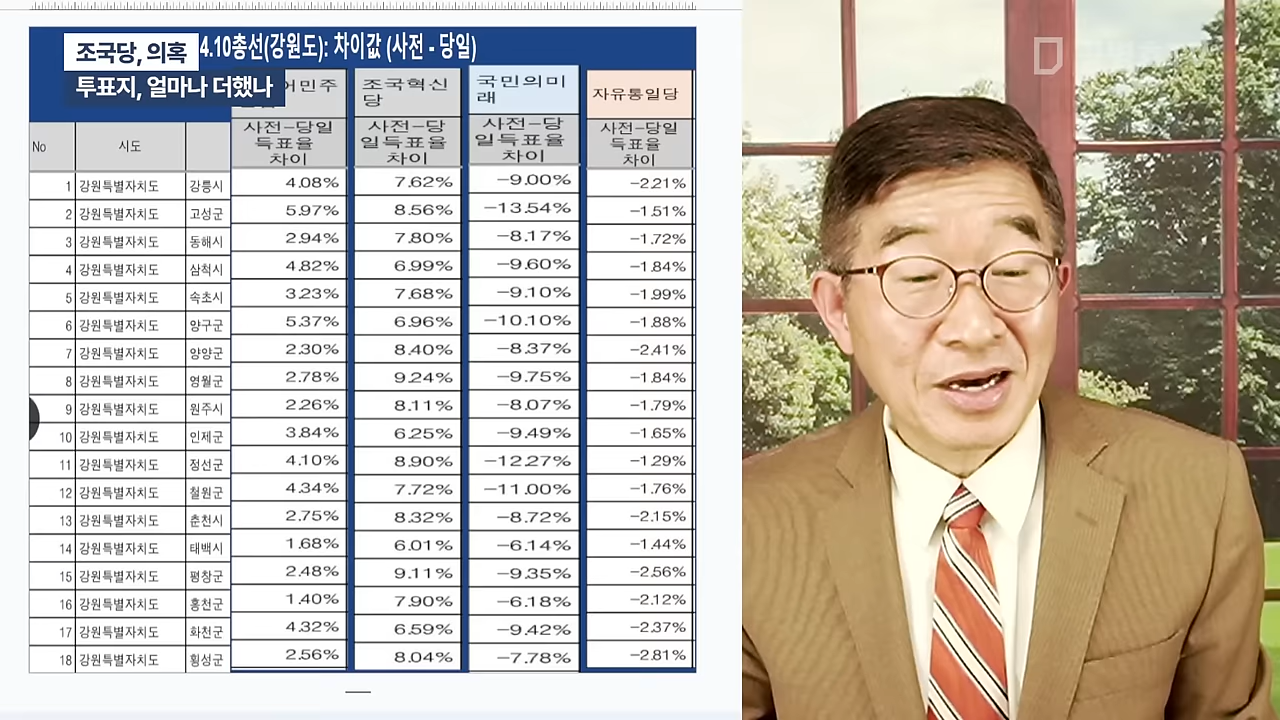 조국당, 의혹
투표지, 얼마나 더했나
4.10총선(강원도): 차이값 (사전 - 당일)
No 시도 어민주 조국혁신당 국민의미래 자유통일당
사전-당일득표율차이 사전-당일득표율차이 사전-당일득표율차이 사전-당일득표율차이
1 강원특별자치도 강릉시 4.08% 7.62% -9.00% -2.21%
2 강원특별자치도 고성군 5.97% 8.56% -13.54% -1.51%
3 강원특별자치도 동해시 2.94% 7.80% -8.17% -1.72%
4 강원특별자치도 삼척시 4.82% 6.99% -9.60% -1.84%
5 강원특별자치도 속초시 3.23% 7.68% -9.10% -1.99%
6 강원특별자치도 양구군 5.37% 6.96% -10.10% -1.88%
7 강원특별자치도 양양군 2.30% 8.40% -8.37% -2.41%
8 강원특별자치도 영월군 2.78% 9.24% -9.75% -1.84%
9 강원특별자치도 원주시 2.26% 8.11% -8.07% -1.79%
10 강원특별자치도 인제군 3.84% 6.25% -9.49% -1.65%
11 강원특별자치도 정선군 4.10% 8.90% -12.27% -1.29%
12 강원특별자치도 철원군 4.34% 7.72% -11.00% -1.76%
13 강원특별자치도 춘천시 2.75% 8.32% -8.72% -2.15%
14 강원특별자치도 태백시 1.68% 6.01% -6.14% -1.44%
15 강원특별자치도 평창군 2.48% 9.11% -9.35% -2.56%
16 강원특별자치도 홍천군 1.40% 7.90% -6.18% -2.12%
17 강원특별자치도 화천군 4.32% 6.59% -9.42% -2.37%
18 강원특별자치도 횡성군 2.56% 8.04% -7.78% -2.81%